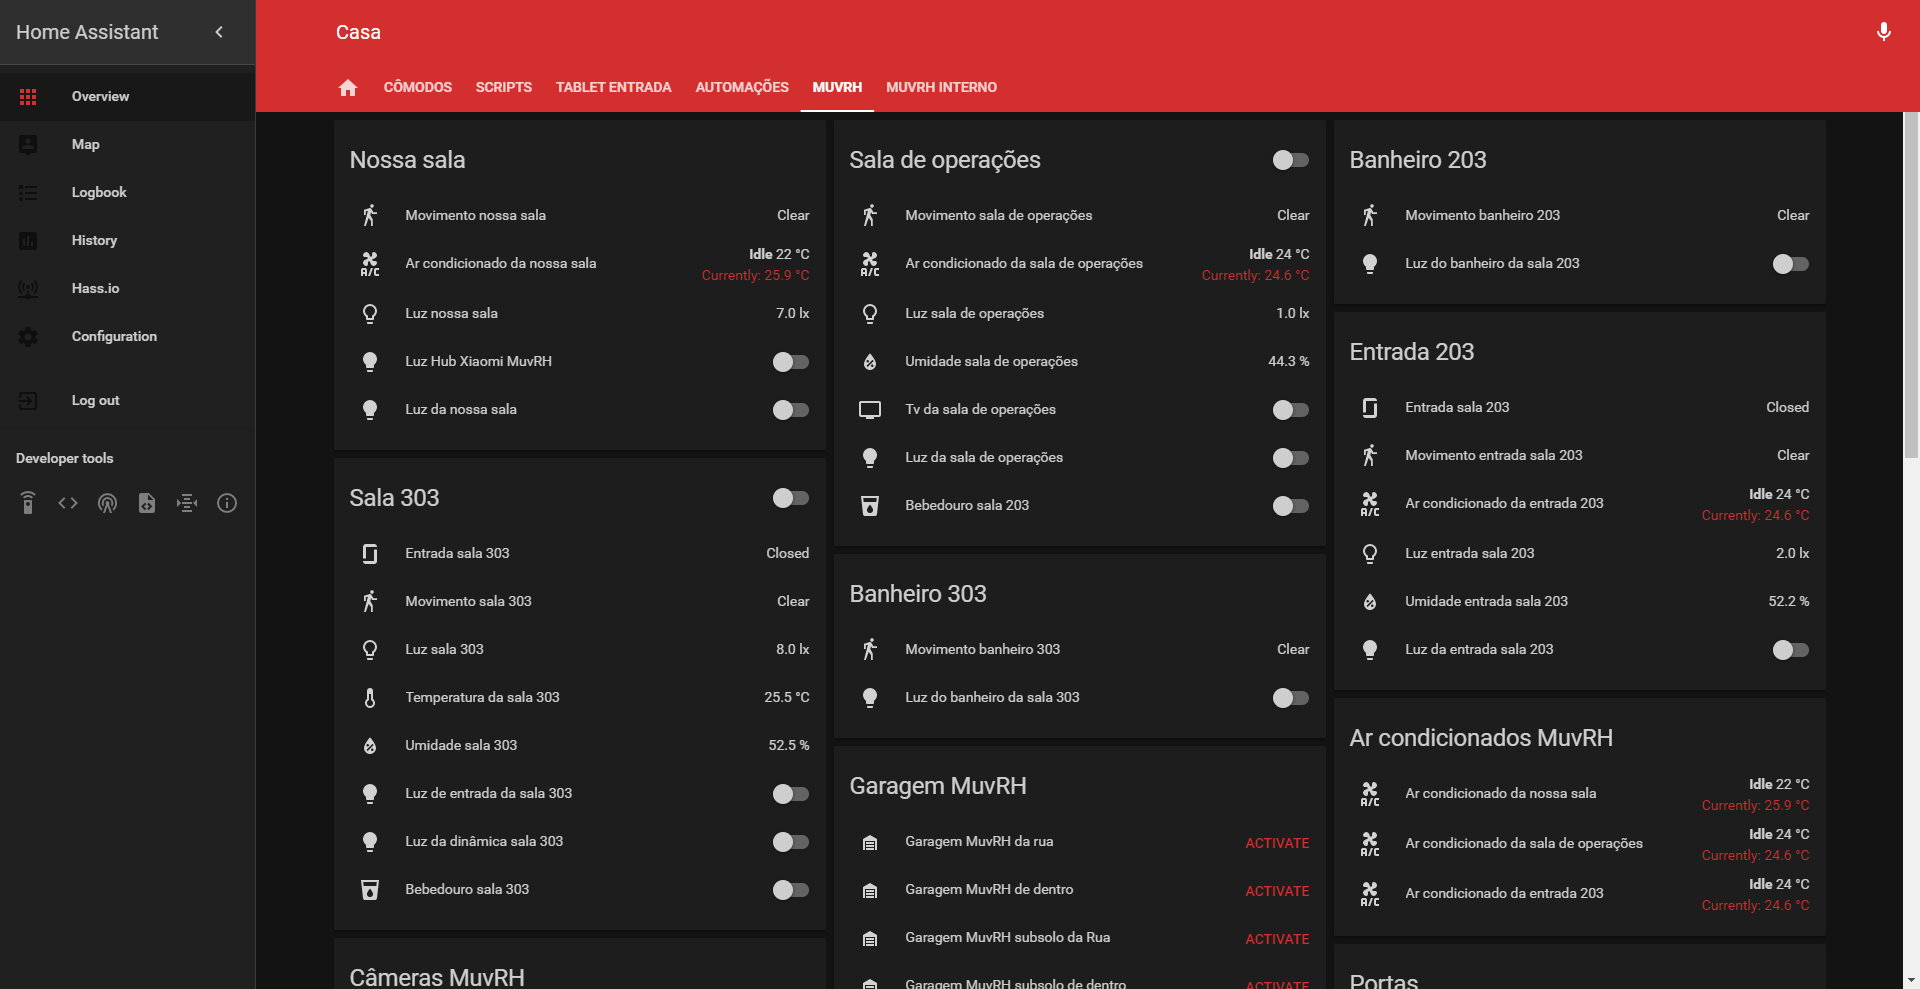 Home Assistant
Overview
Map
Logbook
History
Hass.io
Configuration
Log out
Developer tools
Casa
CÔMODOS SCRIPTS TABLET ENTRADA AUTOMAÇÕES MUVRH MUVRH INTERNO
Nossa sala
Movimento nossa sala Clear
Ar condicionado da nossa sala Idle 22 °C
Currently: 25.9 °C
Luz nossa sala 7.0 lx
Luz Hub Xiaomi MuvRH
Luz da nossa sala
Sala 303
Entrada sala 303 Closed
Movimento sala 303 Clear
Luz sala 303 8.0 lx
Temperatura da sala 303 25.5 °C
Umidade sala 303 52.5 %
Luz de entrada da sala 303
Luz da dinâmica sala 303
Bebedouro sala 303
Câmeras MuvRH
Sala de operações
Movimento sala de operações Clear
Ar condicionado da sala de operações Idle 24 °C
Currently: 24.6 °C
Luz sala de operações 1.0 lx
Umidade sala de operações 44.3 %
Tv da sala de operações
Luz da sala de operações
Bebedouro sala 203
Banheiro 303
Movimento banheiro 303 Clear
Luz do banheiro da sala 303
Garagem MuvRH
Garagem MuvRH da rua ACTIVATE
Garagem MuvRH de dentro ACTIVATE
Garagem MuvRH subsolo da Rua ACTIVATE
Garagem MuvRH subsolo de dentro ACTIVATE
Banheiro 203
Movimento banheiro 203 Clear
Luz do banheiro da sala 203
Entrada 203
Entrada sala 203 Closed
Movimento entrada sala 203 Clear
Ar condicionado da entrada 203 Idle 24 °C
Currently: 24.6 °C
Luz entrada sala 203 2.0 lx
Umidade entrada sala 203 52.2 %
Luz da entrada sala 203
Ar condicionados MuvRH
A/C Ar condicionado da nossa sala Idle 22 °C
Currently: 25.9 °C
A/C Ar condicionado da sala de operações Idle 24 °C
Currently: 24.6 °C
A/C Ar condicionado da entrada 203 Idle 24 °C
Currently: 24.6 °C
Portas